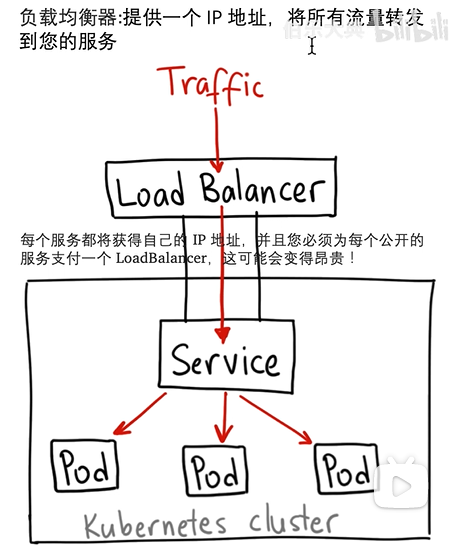 负载均衡器:提供一个 IP 地址，将所有流量转发
到您的服务
bilibili
Traffic
Load Balancer
每个服务都将获得自己的 IP 地址，并且您必须为每个公开的
服务支付一个 LoadBalancer，这可能会变得昂贵！
Service
Pod
Pod
Pod
Kubernetes cluster